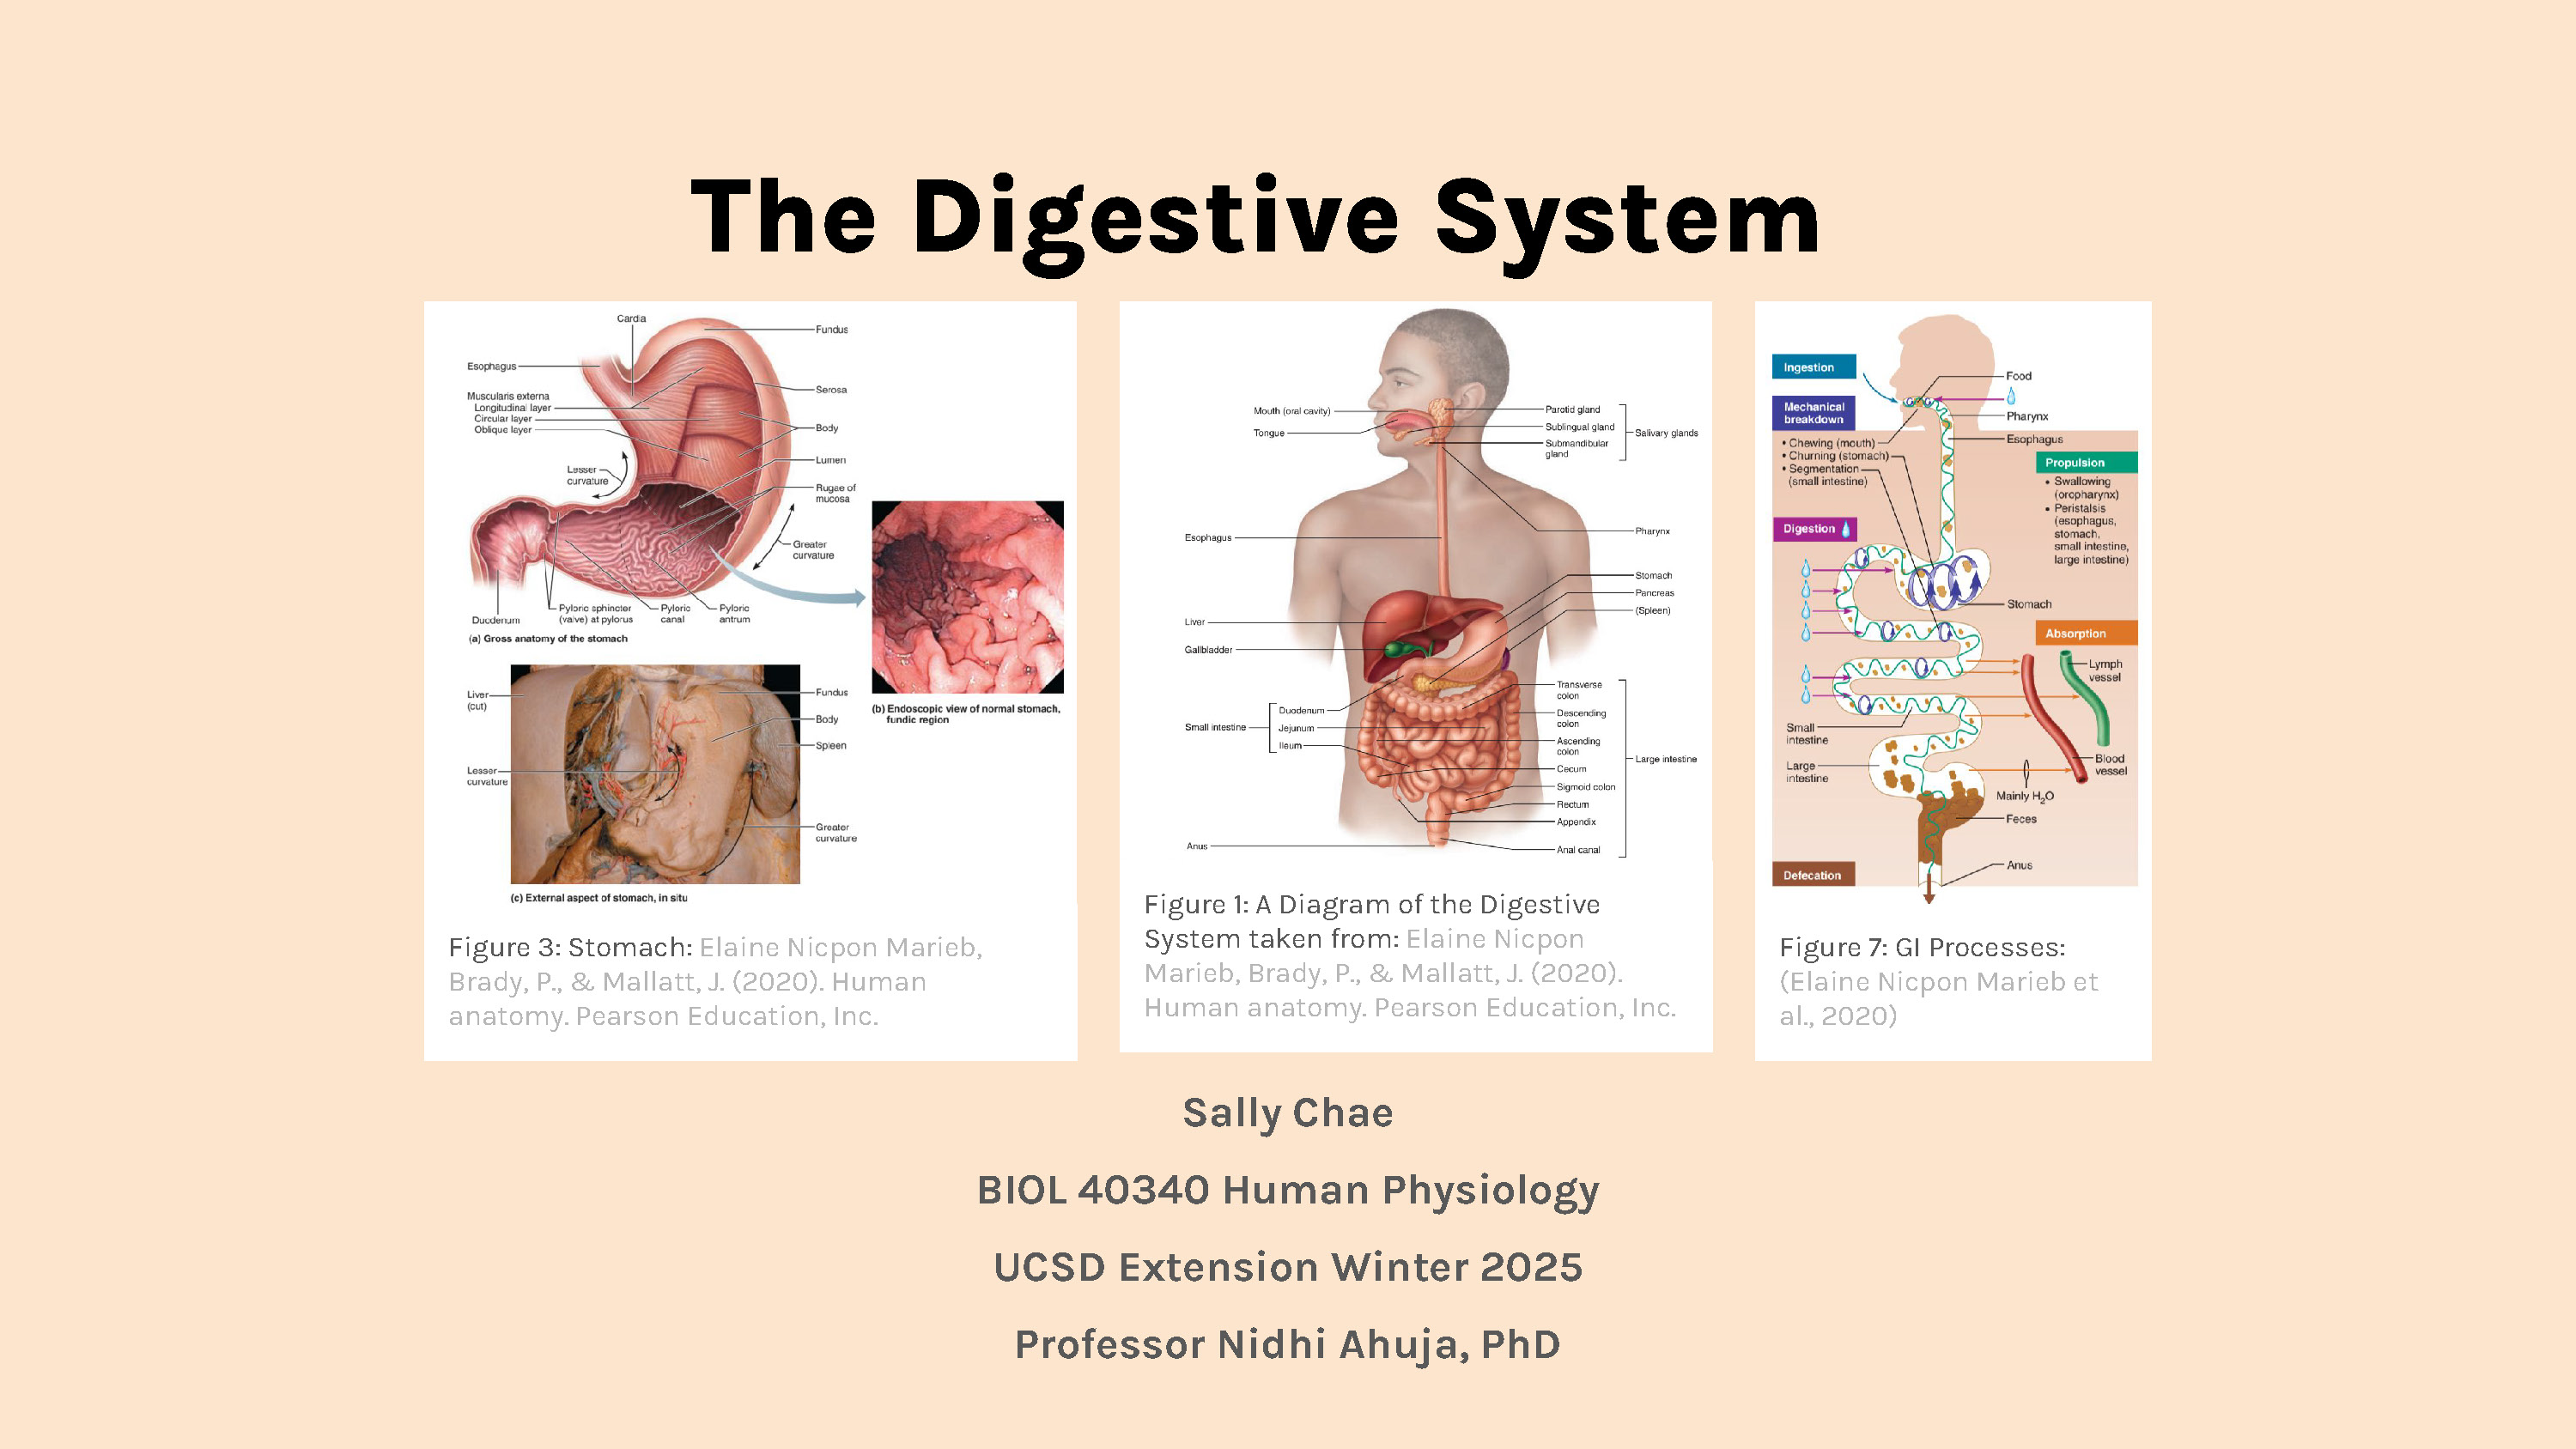 The Digestive System
Cardia
Fundus
Esophagus
Serosa
Muscularis externa
Longitudinal layer
Circular layer
Oblique layer
Body
Lumen
Lesser
curvature
Rugae of
mucosa
Greater
curvature
Duodenum
Pyloric sphincter
(valve) at pylorus
Pyloric
canal
Pyloric
antrum
(a) Gross anatomy of the stomach
(b) Endoscopic view of normal stomach,
fundic region
Liver
(cut)
Fundus
Body
Spleen
Lesser
curvature
Greater
curvature
(c) External aspect of stomach, in situ
Figure 3: Stomach: Elaine Nicpon Marieb,
Brady, P., & Mallatt, J. (2020). Human
anatomy. Pearson Education, Inc.
Mouth (oral cavity)
Tongue
Parotid gland
Sublingual gland
Submandibular
gland
Salivary glands
Esophagus
Pharynx
Stomach
Pancreas
(Spleen)
Liver
Gallbladder
Small intestine
Duodenum
Jejunum
Ileum
Transverse
colon
Descending
colon
Ascending
colon
Cecum
Sigmoid colon
Rectum
Appendix
Anal canal
Large intestine
Anus
Figure 1: A Diagram of the Digestive
System taken from: Elaine Nicpon
Marieb, Brady, P., & Mallatt, J. (2020).
Human anatomy. Pearson Education, Inc.
Ingestion
Food
Mechanical
breakdown
Pharynx
• Chewing (mouth)
• Churning (stomach)
• Segmentation
(small intestine)
Esophagus
Propulsion
• Swallowing
(oropharynx)
• Peristalsis
(esophagus,
stomach,
small intestine,
large intestine)
Digestion
Stomach
Absorption
Lymph
vessel
Small
intestine
Large
intestine
Blood
vessel
Mainly H₂O
Feces
Anus
Defecation
Figure 7: GI Processes:
(Elaine Nicpon Marieb et
al., 2020)
Sally Chae
BIOL 40340 Human Physiology
UCSD Extension Winter 2025
Professor Nidhi Ahuja, PhD